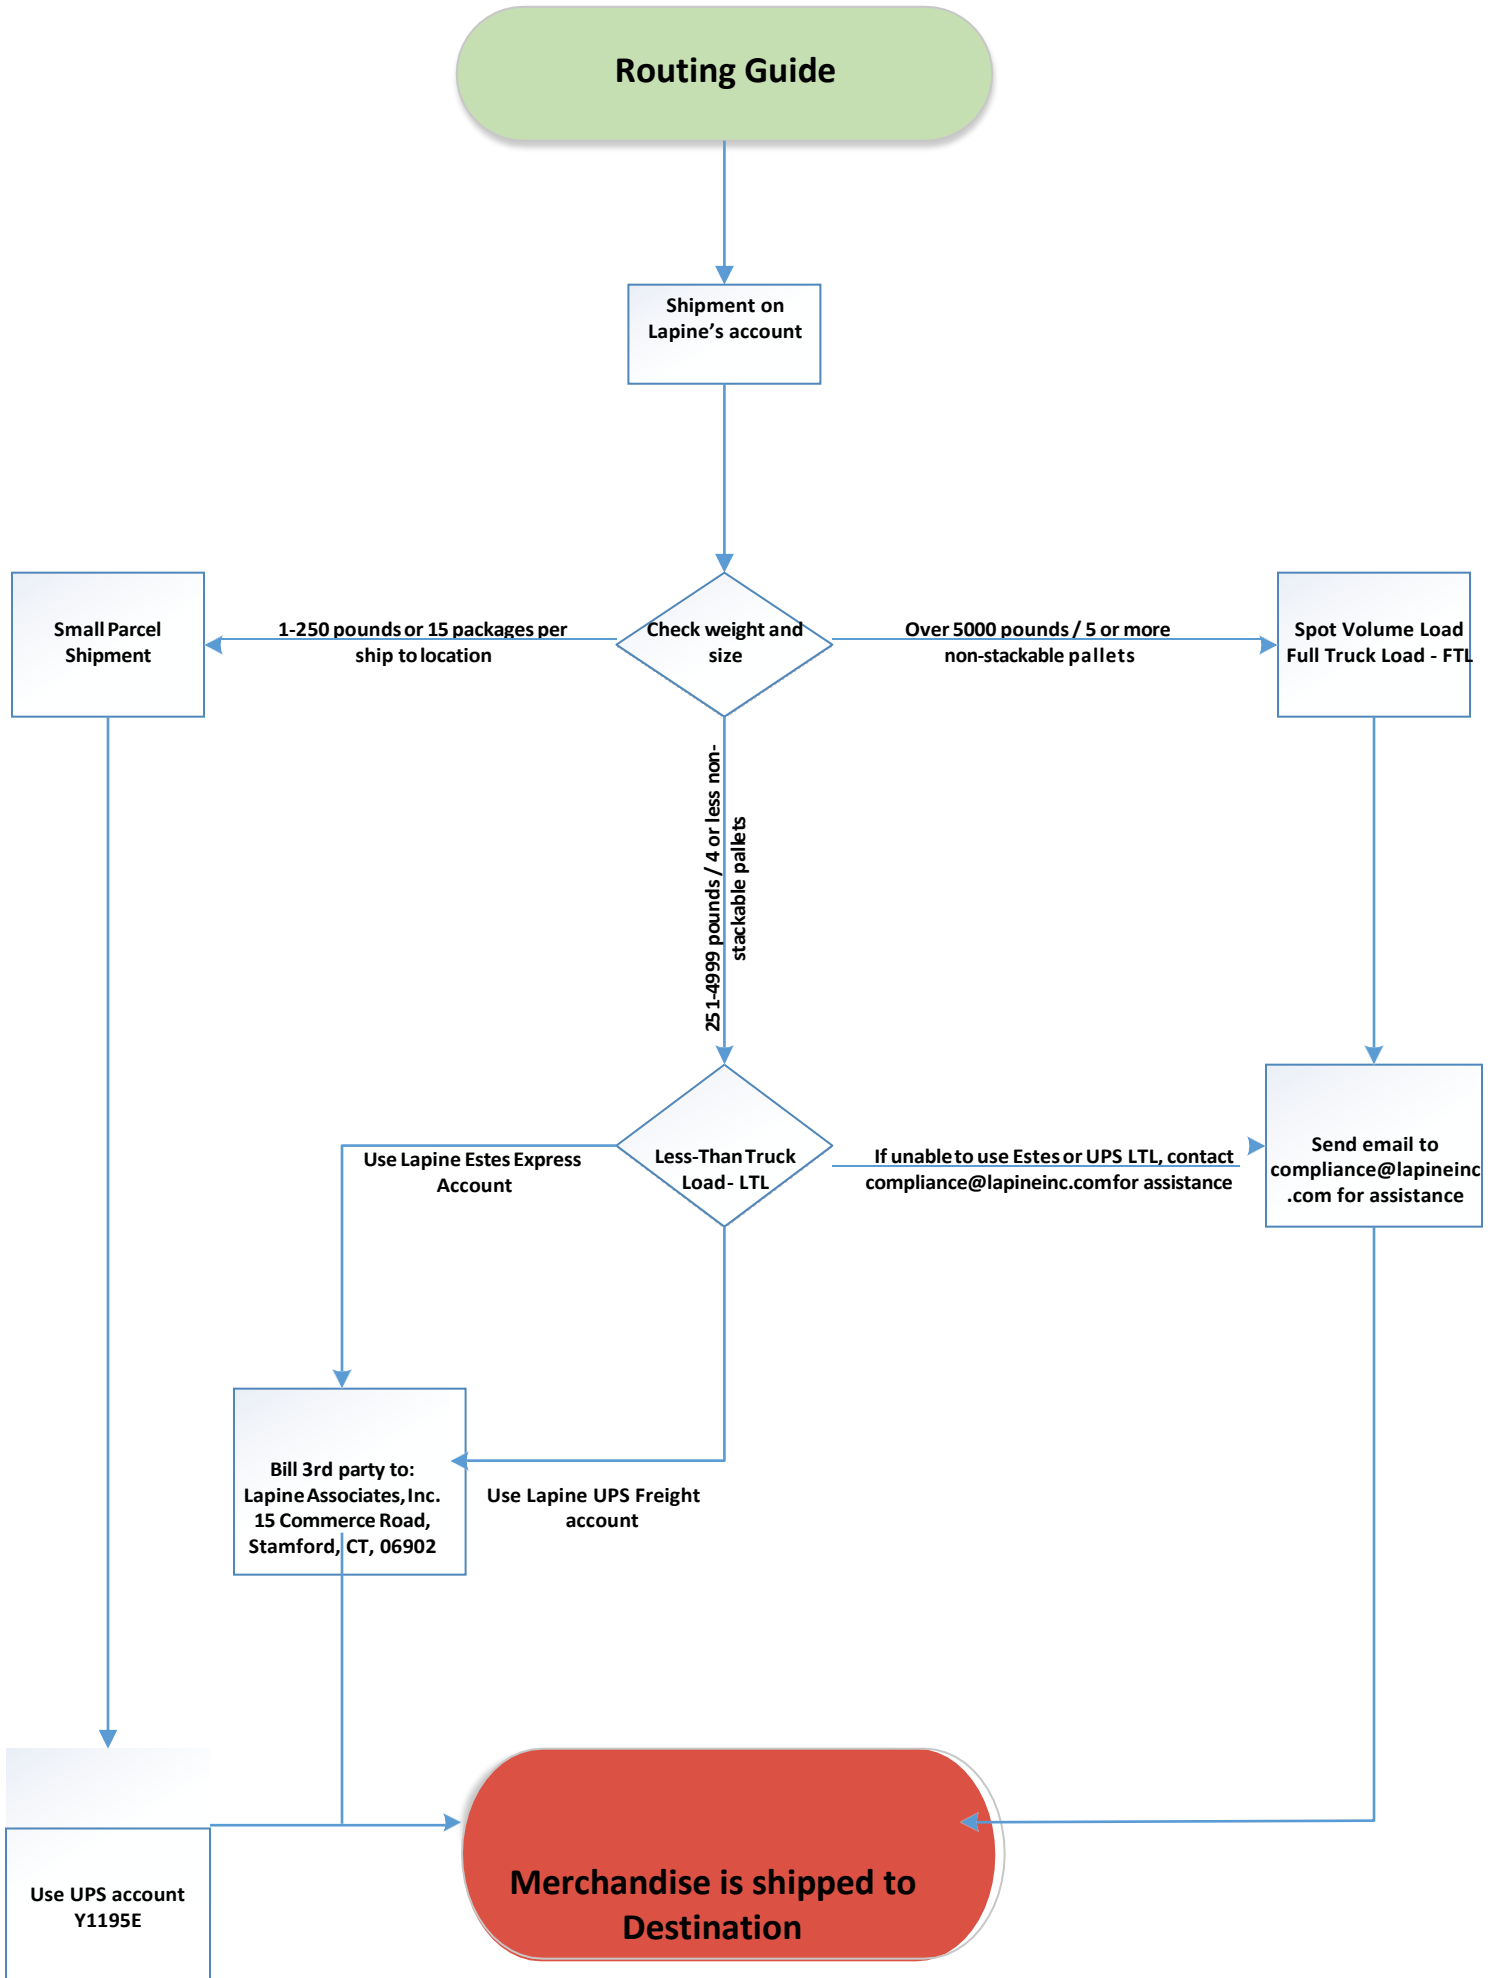 Routing Guide
Shipment on
Lapine’s account
Small Parcel
Shipment
1-250 pounds or 15 packages per
ship to location
Check weight and
size
Over 5000 pounds / 5 or more
non-stackable pallets
Spot Volume Load
Full Truck Load - FTL
251-4999 pounds / 4 or less non-
stackable pallets
Use Lapine Estes Express
Account
Less-Than Truck
Load- LTL
If unable to use Estes or UPS LTL, contact
compliance@lapineinc.com for assistance
Send email to
compliance@lapineinc
.com for assistance
Bill 3rd party to:
Lapine Associates, Inc.
15 Commerce Road,
Stamford, CT, 06902
Use Lapine UPS Freight
account
Use UPS account
Y1195E
Merchandise is shipped to
Destination